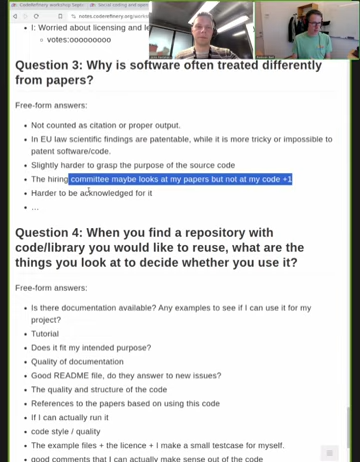 CodeRefinery workshop
Social coding and open
notes.coderefinery.org/works
I: Worried about licensing and le
votes:ooooooooo
Question 3: Why is software often treated differently
from papers?
Free-form answers:
Not counted as citation or proper output.
In EU law scientific findings are patentable, while it is more tricky or impossible to
patent software/code.
Slightly harder to grasp the purpose of the source code
The hiring committee maybe looks at my papers but not at my code +1
Harder to be acknowledged for it
...
Question 4: When you find a repository with
code/library you would like to reuse, what are the
things you look at to decide whether you use it?
Free-form answers:
Is there documentation available? Any examples to see if I can use it for my
project?
Tutorial
Does it fit my intended purpose?
Quality of documentation
Good README file, do they answer to new issues?
The quality and structure of the code
References to the papers based on using this code
If I can actually run it
code style / quality
The example files + the licence + I make a small testcase for myself.
good comments that I can actually make sense out of the code